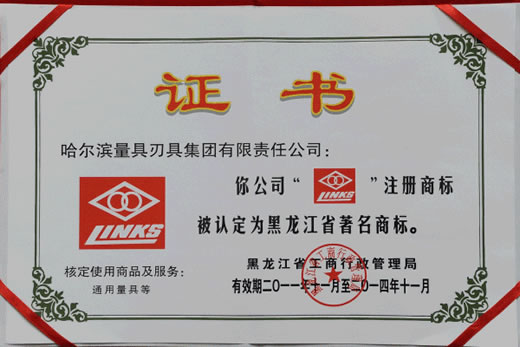 证书
哈尔滨量具刃具集团有限责任公司：
你公司“LINKS”注册商标
LINKS
被认定为黑龙江省著名商标。
核定使用商品及服务：
通用量具等
黑龙江省工商行政管理局
有效期二〇一一年十一月至二〇一四年十一月